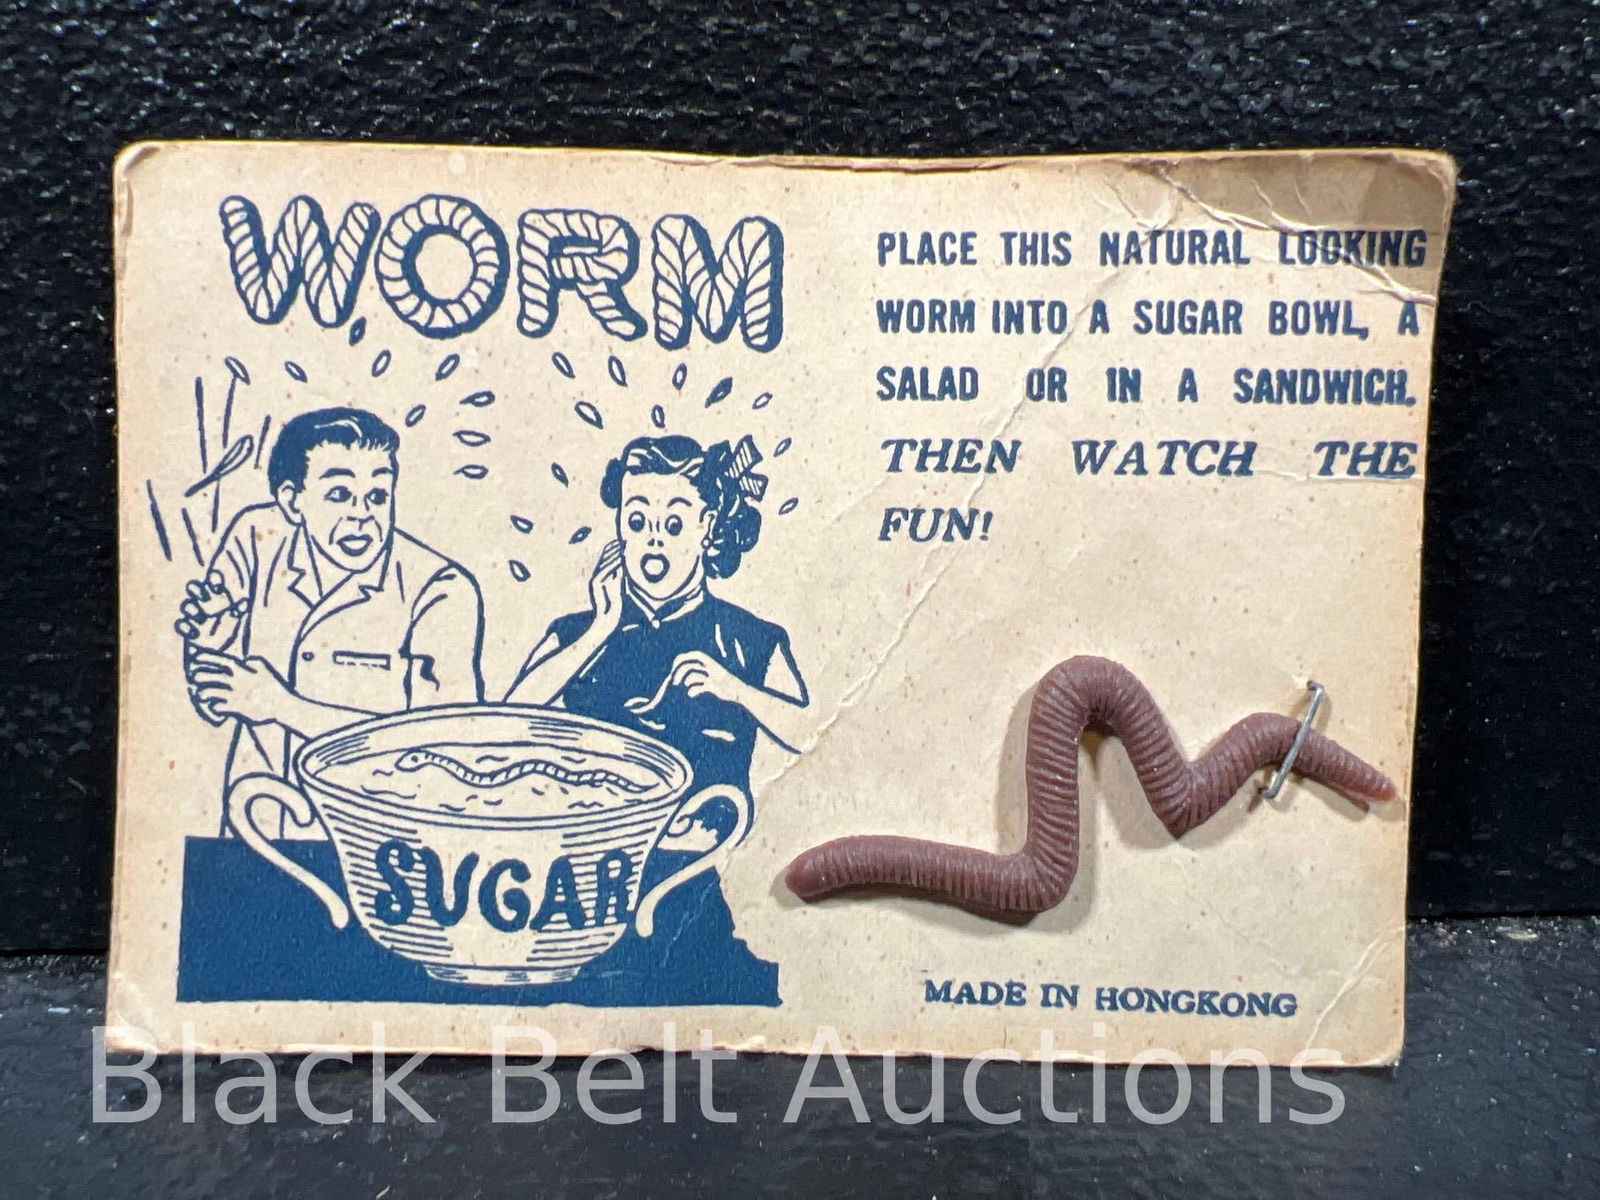 WORM
PLACE THIS NATURAL LOOKING
WORM INTO A SUGAR BOWL, A
SALAD OR IN A SANDWICH.
THEN WATCH THE
FUN!
SUGAR
MADE IN HONGKONG
Black Belt Auctions